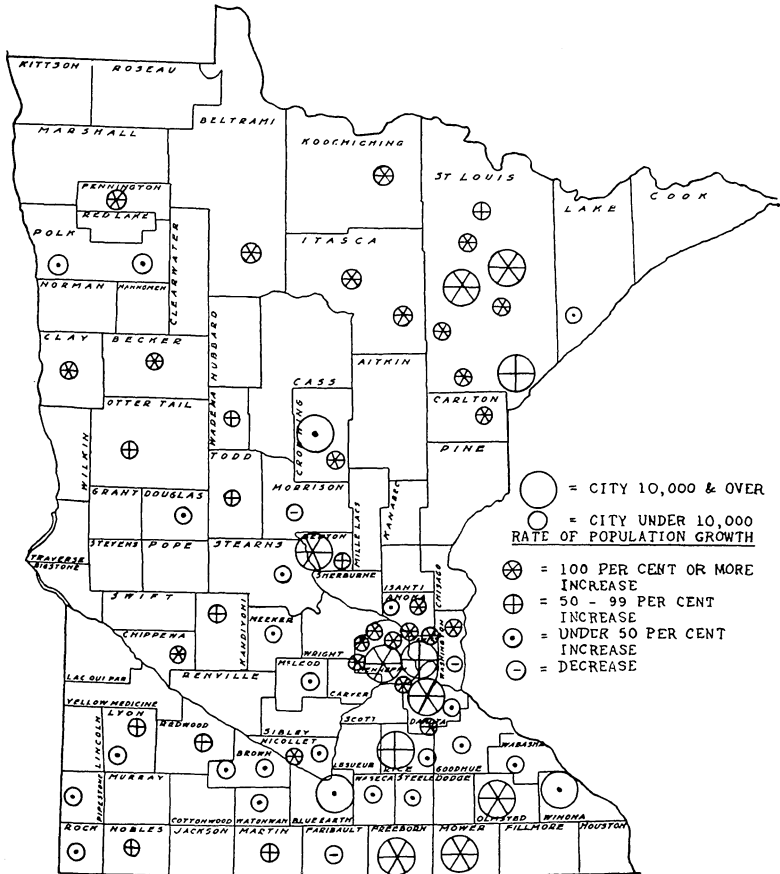 KITTSON
ROSEAU
BELTRAMI
MARSHALL
KOOCHICHING
ST LOUIS
LAKE
COOK
PENNINGTON
RED LAKE
POLK
CLEARWATER
ITASCA
NORMAN
MAHNOMEN
CLAY
BECKER
HUBBARD
AITKIN
CASS
CARLTON
OTTER TAIL
WADENA
CROW WING
PINE
WILKIN
TODD
GRANT
DOUGLAS
MORRISON
MILLE LACS
KANABEC
BENTON
STEVENS
POPE
STEARNS
TRAVERSE
BIGSTONE
SHERBURNE
ISANTI
CHISAGO
ANOKA
SWIFT
KANDIYOHI
MEEKER
WASHINGTON
CHIPPEWA
WRIGHT
HENNEPIN
LAC QUI PAR
RENVILLE
McLEOD
CARVER
YELLOW MEDICINE
LINCOLN
LYON
REDWOOD
SIBLEY
SCOTT
DAKOTA
NICOLLET
BROWN
LESUEUR
RICE
GOODHUE
WABASHA
PIPESTONE
MURRAY
COTTONWOOD
WATONWAN
BLUE EARTH
WASECA
STEELE
DODGE
OLMSTED
WINONA
ROCK
NOBLES
JACKSON
MARTIN
FARIBAULT
FREEBORN
MOWER
FILLMORE
HOUSTON
= CITY 10,000 & OVER
= CITY UNDER 10,000
RATE OF POPULATION GROWTH
= 100 PER CENT OR MORE
INCREASE
= 50 - 99 PER CENT
INCREASE
= UNDER 50 PER CENT
INCREASE
= DECREASE